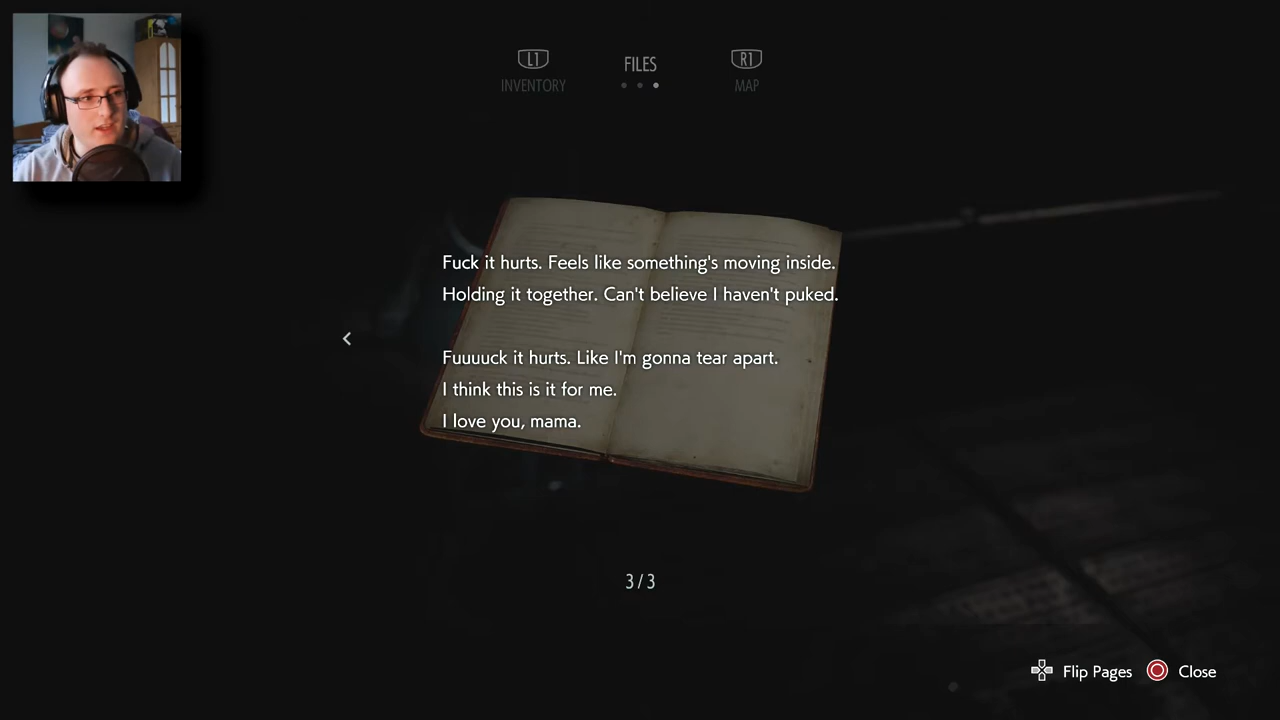 L1
FILES
R1
INVENTORY
MAP
Fuck it hurts. Feels like something's moving inside.
Holding it together. Can't believe I haven't puked.
Fuuuuck it hurts. Like I'm gonna tear apart.
I think this is it for me.
I love you, mama.
3/3
Flip Pages
Close